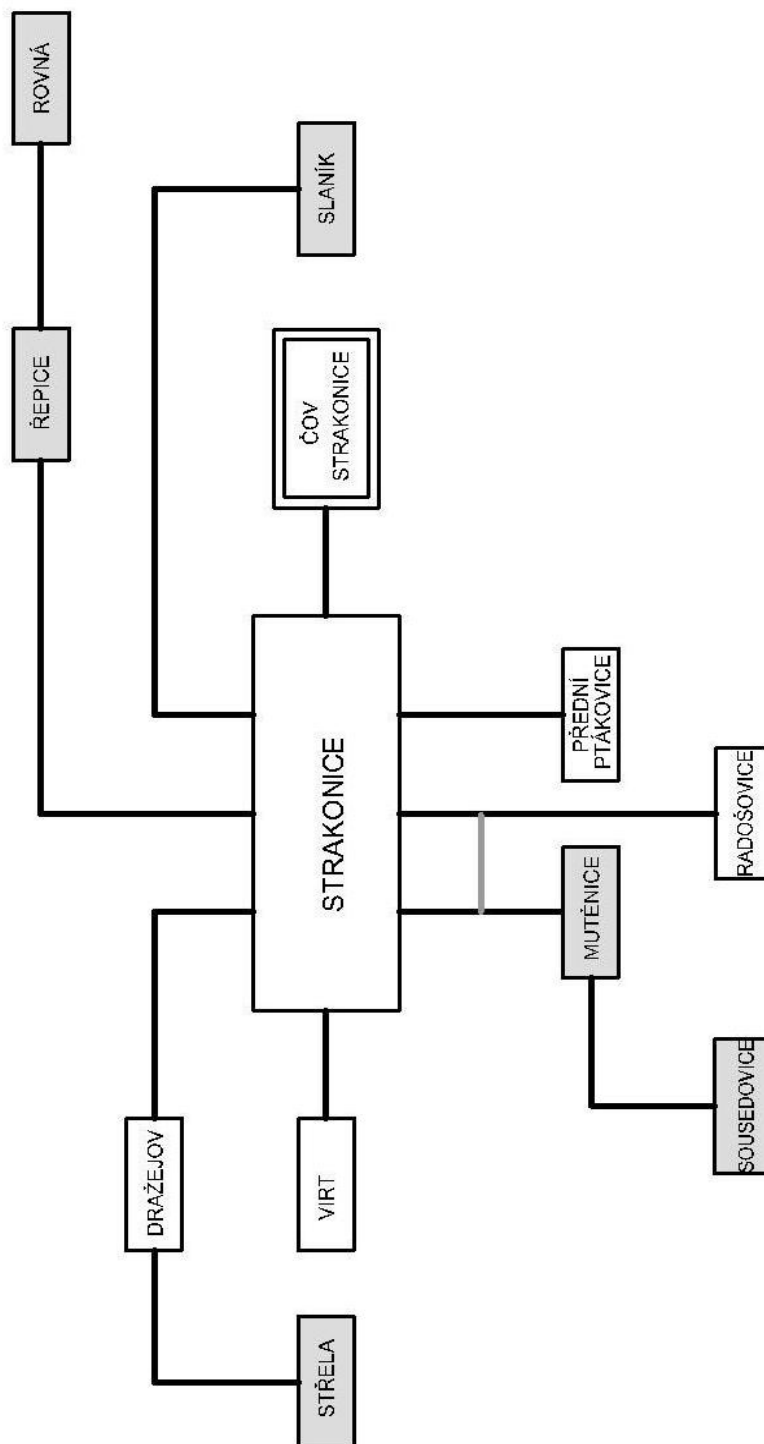 ŘEPICE
ROVNÁ
DRAŽEJOV
STŘELA
VIRT
STRAKONICE
ČOV
STRAKONICE
SLANÍK
MUTĚNICE
PŘEDNÍ
PTÁKOVICE
SOUSEDOVICE
RADOŠOVICE